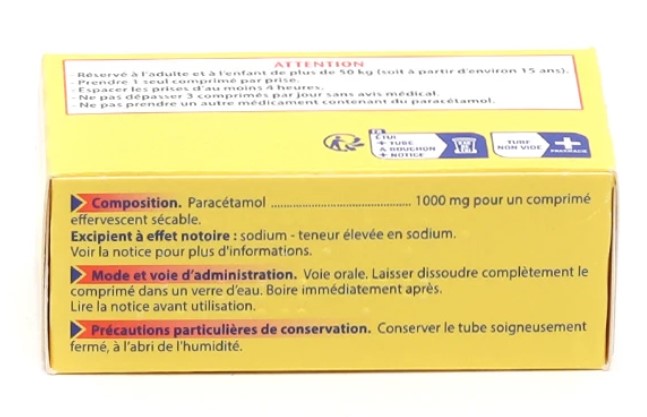 ATTENTION
- Réservé à l'adulte et à l'enfant de plus de 50 kg (soit à partir d'environ 15 ans).
- Prendre 1 seul comprimé par prise.
- Espacer les prises d'au moins 4 heures.
- Ne pas dépasser 3 comprimés par jour sans avis médical.
- Ne pas prendre un autre médicament contenant du paracétamol.
FR
ÉTUI
+ TUBE
& BOUCHON
+ NOTICE
TUBE
NON VIDE
PHARMACIE
Composition. Paracétamol ........................................ 1000 mg pour un comprimé
effervescent sécable.
Excipient à effet notoire : sodium - teneur élevée en sodium.
Voir la notice pour plus d'informations.
Mode et voie d'administration. Voie orale. Laisser dissoudre complètement le
comprimé dans un verre d'eau. Boire immédiatement après.
Lire la notice avant utilisation.
Précautions particulières de conservation. Conserver le tube soigneusement
fermé, à l'abri de l'humidité.